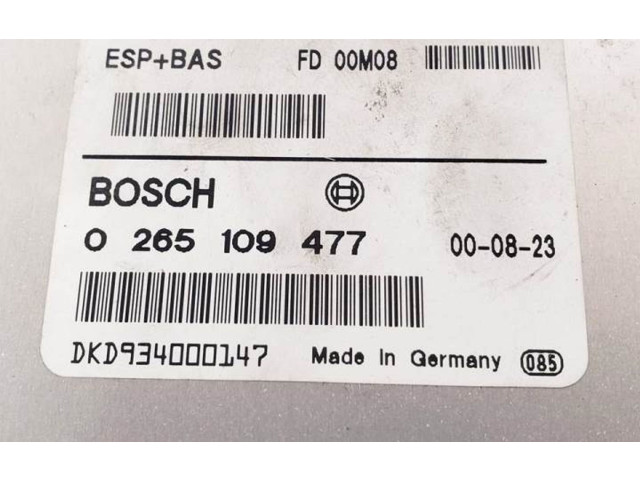 ESP+BAS FD 00M08
BOSCH
0 265 109 477 00-08-23
DKD934000147 Made in Germany 085